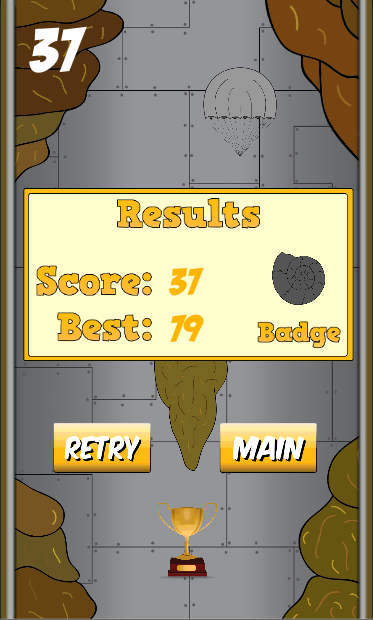 37
Results
Score: 37
Best: 79
Badge
RETRY MAIN